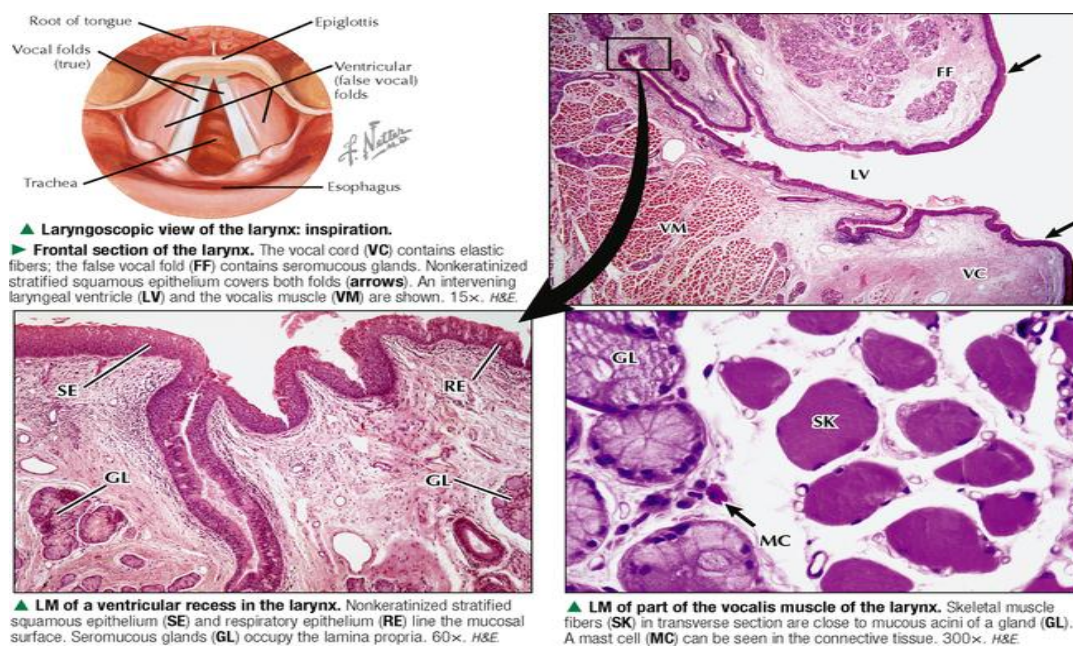 Root of tongue
Epiglottis
Vocal folds
(true)
Ventricular
(false vocal)
folds
Trachea
Esophagus
F. Netter
M.D.
▲ Laryngoscopic view of the larynx: inspiration.
► Frontal section of the larynx. The vocal cord (VC) contains elastic
fibers; the false vocal fold (FF) contains seromucous glands. Nonkeratinized
stratified squamous epithelium covers both folds (arrows). An intervening
laryngeal ventricle (LV) and the vocalis muscle (VM) are shown. 15×. H&E.
FF
LV
VM
VC
SE
RE
GL
GL
▲ LM of a ventricular recess in the larynx. Nonkeratinized stratified
squamous epithelium (SE) and respiratory epithelium (RE) line the mucosal
surface. Seromucous glands (GL) occupy the lamina propria. 60×. H&E.
GL
SK
MC
▲ LM of part of the vocalis muscle of the larynx. Skeletal muscle
fibers (SK) in transverse section are close to mucous acini of a gland (GL).
A mast cell (MC) can be seen in the connective tissue. 300×. H&E.